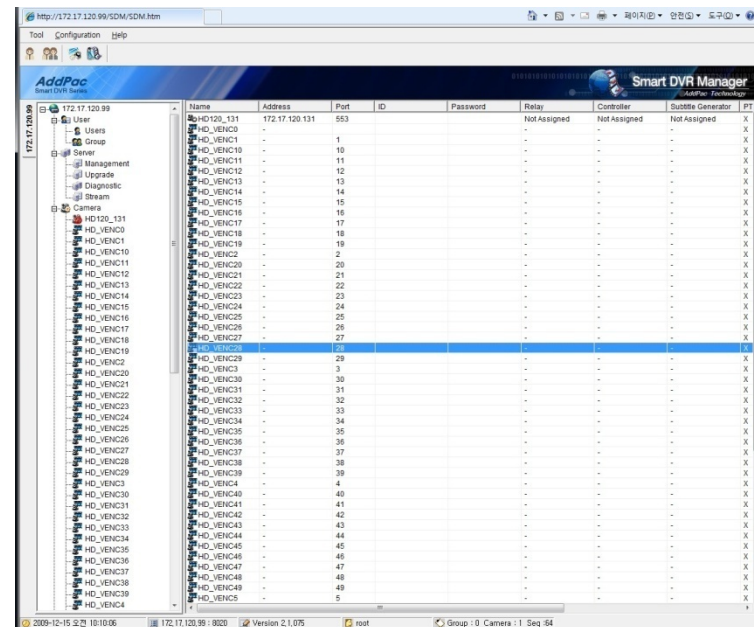 http://172.17.120.99/SDM/SDM.htm
페이지(P) 안전(S) 도구(O)
Tool Configuration Help
AddPac
Smart DVR Series
Smart DVR Manager
AddPac Technology
172.17.120.99
172.17.120.99
User
Users
Group
Server
Management
Upgrade
Diagnostic
Stream
Camera
HD120_131
HD_VENC0
HD_VENC1
HD_VENC10
HD_VENC11
HD_VENC12
HD_VENC13
HD_VENC14
HD_VENC15
HD_VENC16
HD_VENC17
HD_VENC18
HD_VENC19
HD_VENC2
HD_VENC20
HD_VENC21
HD_VENC22
HD_VENC23
HD_VENC24
HD_VENC25
HD_VENC26
HD_VENC27
HD_VENC28
HD_VENC29
HD_VENC3
HD_VENC30
HD_VENC31
HD_VENC32
HD_VENC33
HD_VENC34
HD_VENC35
HD_VENC36
HD_VENC37
HD_VENC38
HD_VENC39
HD_VENC4
Name Address Port ID Password Relay Controller Subtitle Generator PT
HD120_131 172.17.120.131 553 Not Assigned Not Assigned Not Assigned X
HD_VENC0 - - - - X
HD_VENC1 - 1 - - - X
HD_VENC10 - 10 - - - X
HD_VENC11 - 11 - - - X
HD_VENC12 - 12 - - - X
HD_VENC13 - 13 - - - X
HD_VENC14 - 14 - - - X
HD_VENC15 - 15 - - - X
HD_VENC16 - 16 - - - X
HD_VENC17 - 17 - - - X
HD_VENC18 - 18 - - - X
HD_VENC19 - 19 - - - X
HD_VENC2 - 2 - - - X
HD_VENC20 - 20 - - - X
HD_VENC21 - 21 - - - X
HD_VENC22 - 22 - - - X
HD_VENC23 - 23 - - - X
HD_VENC24 - 24 - - - X
HD_VENC25 - 25 - - - X
HD_VENC26 - 26 - - - X
HD_VENC27 - 27 - - - X
HD_VENC28 - 28 - - - X
HD_VENC29 - 29 - - - X
HD_VENC3 - 3 - - - X
HD_VENC30 - 30 - - - X
HD_VENC31 - 31 - - - X
HD_VENC32 - 32 - - - X
HD_VENC33 - 33 - - - X
HD_VENC34 - 34 - - - X
HD_VENC35 - 35 - - - X
HD_VENC36 - 36 - - - X
HD_VENC37 - 37 - - - X
HD_VENC38 - 38 - - - X
HD_VENC39 - 39 - - - X
HD_VENC4 - 4 - - - X
HD_VENC40 - 40 - - - X
HD_VENC41 - 41 - - - X
HD_VENC42 - 42 - - - X
HD_VENC43 - 43 - - - X
HD_VENC44 - 44 - - - X
HD_VENC45 - 45 - - - X
HD_VENC46 - 46 - - - X
HD_VENC47 - 47 - - - X
HD_VENC48 - 48 - - - X
HD_VENC49 - 49 - - - X
HD_VENC5 - 5 - - - X
2009-12-15 오전 10:10:06 172,17,120,99 : 8020 Version 2,1,075 root Group : 0 Camera : 1 Seq :64